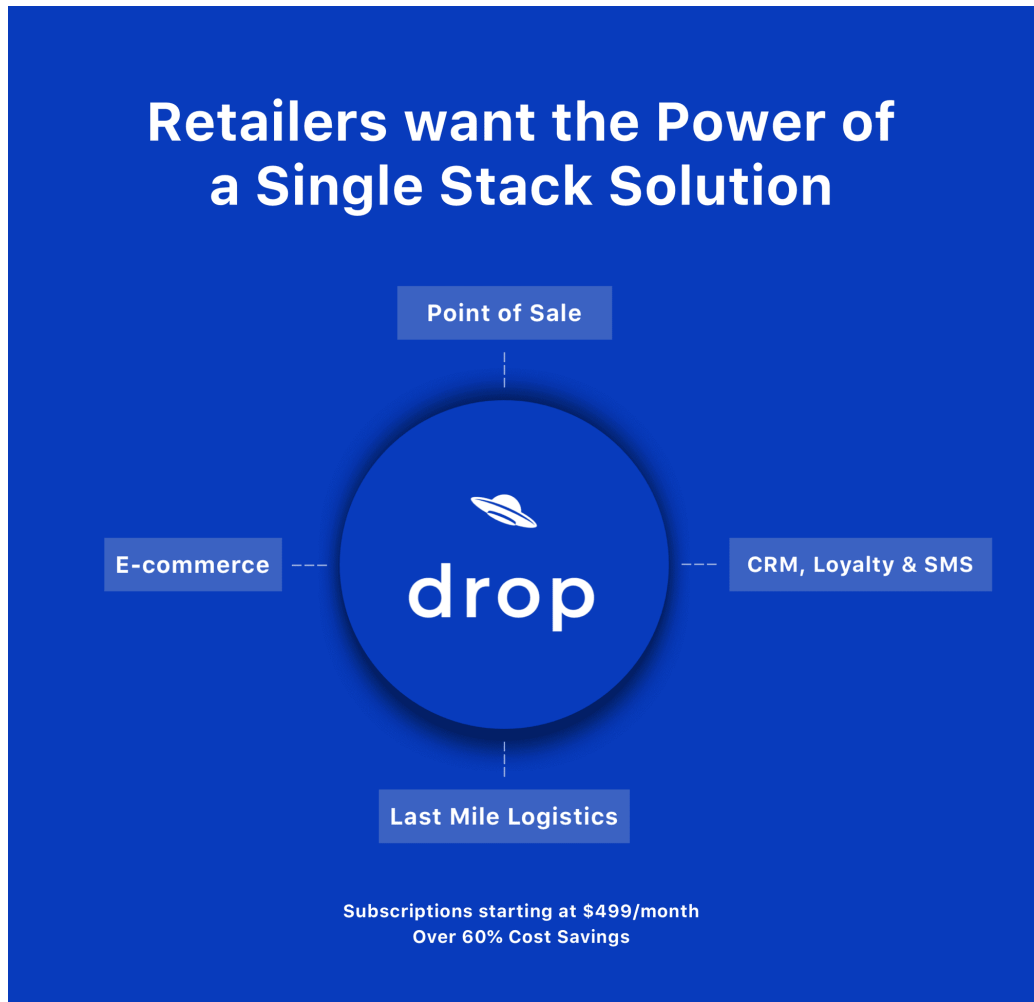 Retailers want the Power of
a Single Stack Solution
Point of Sale
E-commerce
drop
CRM, Loyalty & SMS
Last Mile Logistics
Subscriptions starting at $499/month
Over 60% Cost Savings